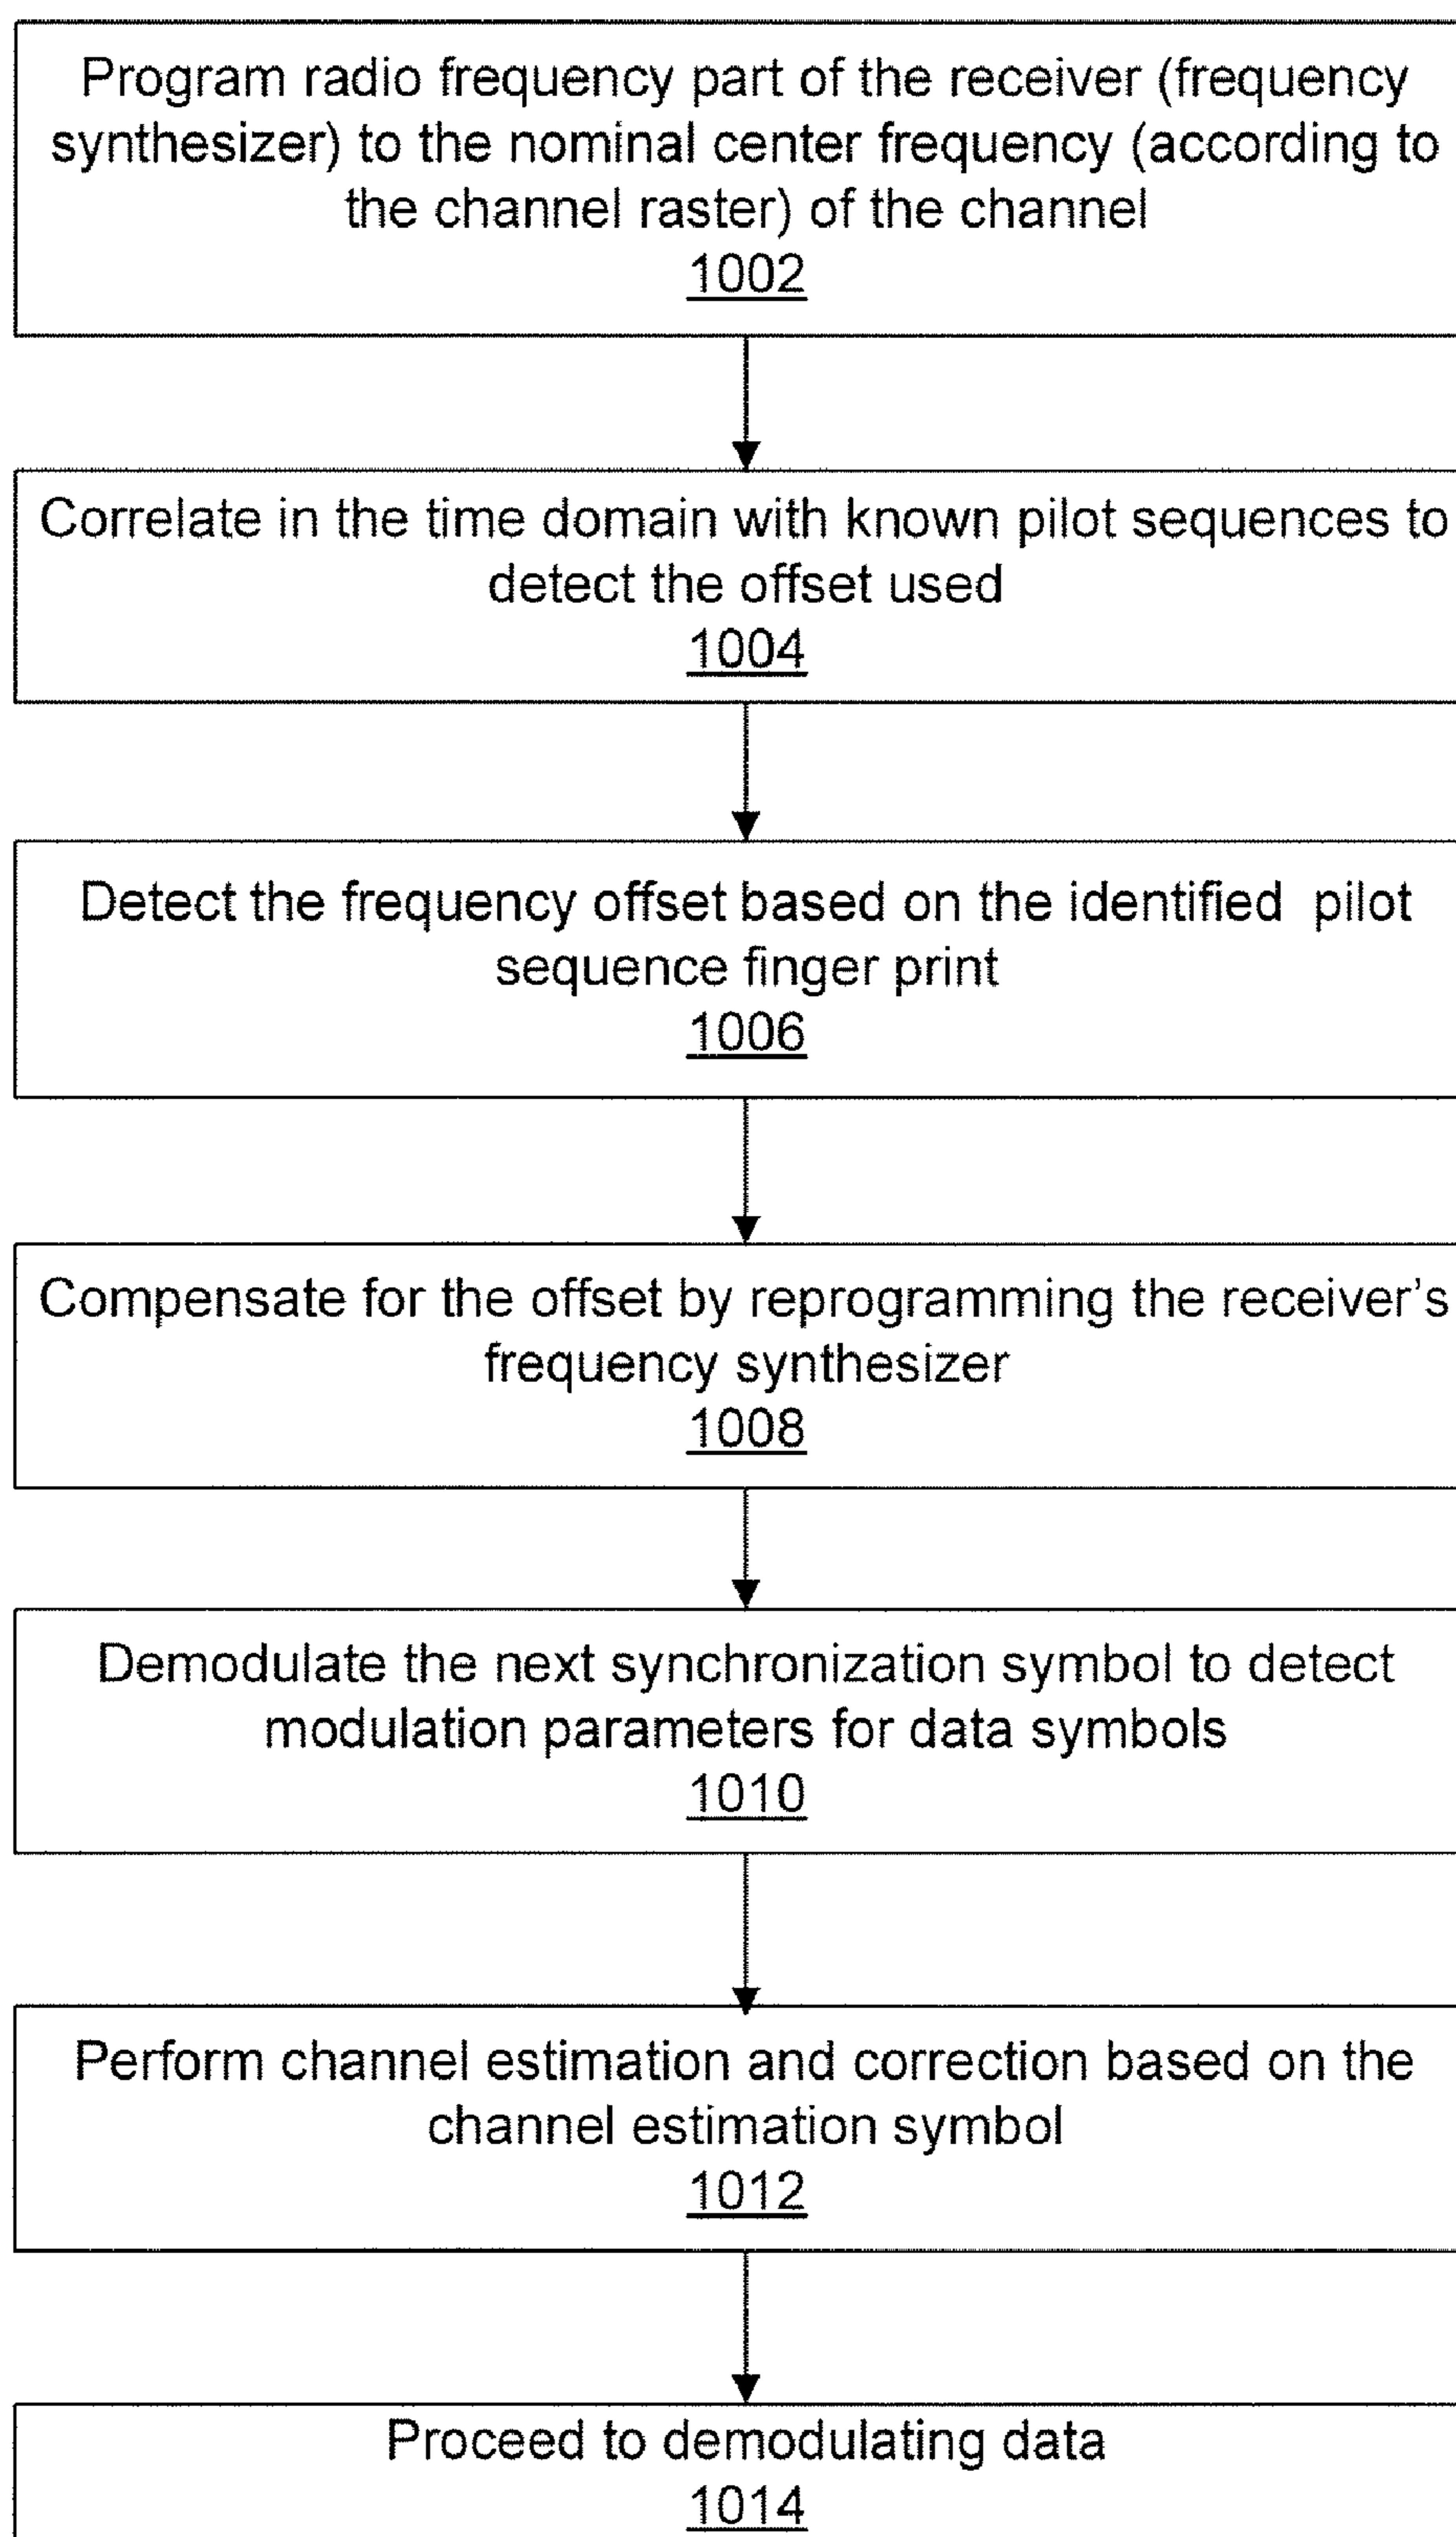 Program radio frequency part of the receiver (frequency
synthesizer) to the nominal center frequency (according to
the channel raster) of the channel
1002
Correlate in the time domain with known pilot sequences to
detect the offset used
1004
Detect the frequency offset based on the identified  pilot
sequence finger print
1006
Compensate for the offset by reprogramming the receiver's
frequency synthesizer
1008
Demodulate the next synchronization symbol to detect
modulation parameters for data symbols
1010
Perform channel estimation and correction based on the
channel estimation symbol
1012
Proceed to demodulating data
1014